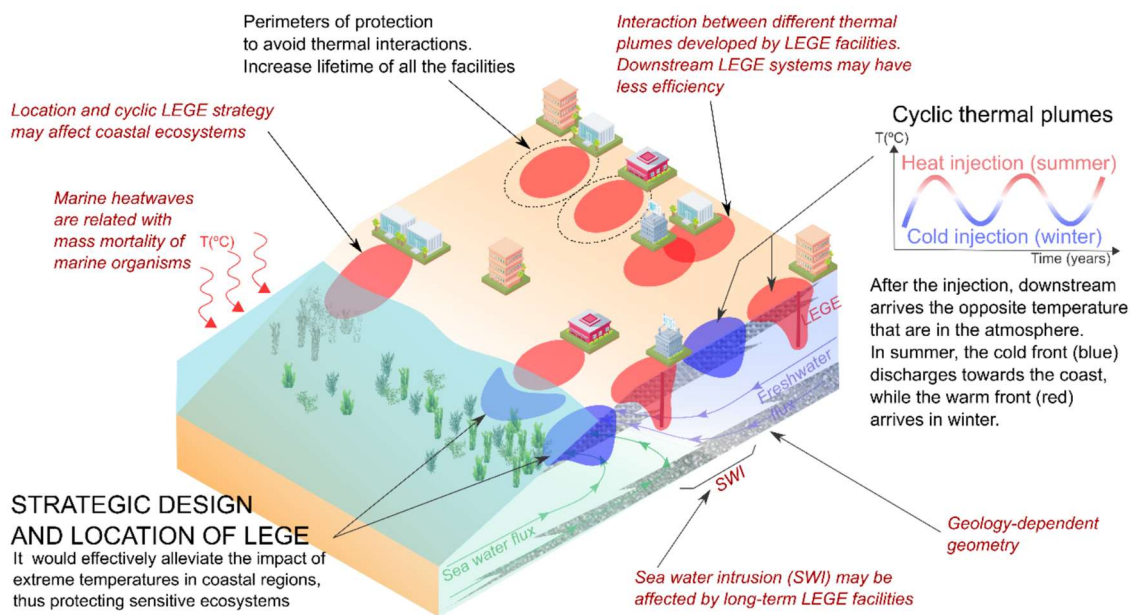 Perimeters of protection
to avoid thermal interactions.
Increase lifetime of all the facilities
Interaction between different thermal
plumes developed by LEGE facilities.
Downstream LEGE systems may have
less efficiency
Location and cyclic LEGE strategy
may affect coastal ecosystems
Cyclic thermal plumes
T(ºC)
Heat injection (summer)
Cold injection (winter)
Time (years)
Marine heatwaves
are related with
mass mortality of
marine organisms
T(ºC)
After the injection, downstream
arrives the opposite temperature
that are in the atmosphere.
In summer, the cold front (blue)
discharges towards the coast,
while the warm front (red)
arrives in winter.
LEGE
Freshwater
flux
SWI
Sea water flux
STRATEGIC DESIGN
AND LOCATION OF LEGE
It would effectively alleviate the impact of
extreme temperatures in coastal regions,
thus protecting sensitive ecosystems
Geology-dependent
geometry
Sea water intrusion (SWI) may be
affected by long-term LEGE facilities